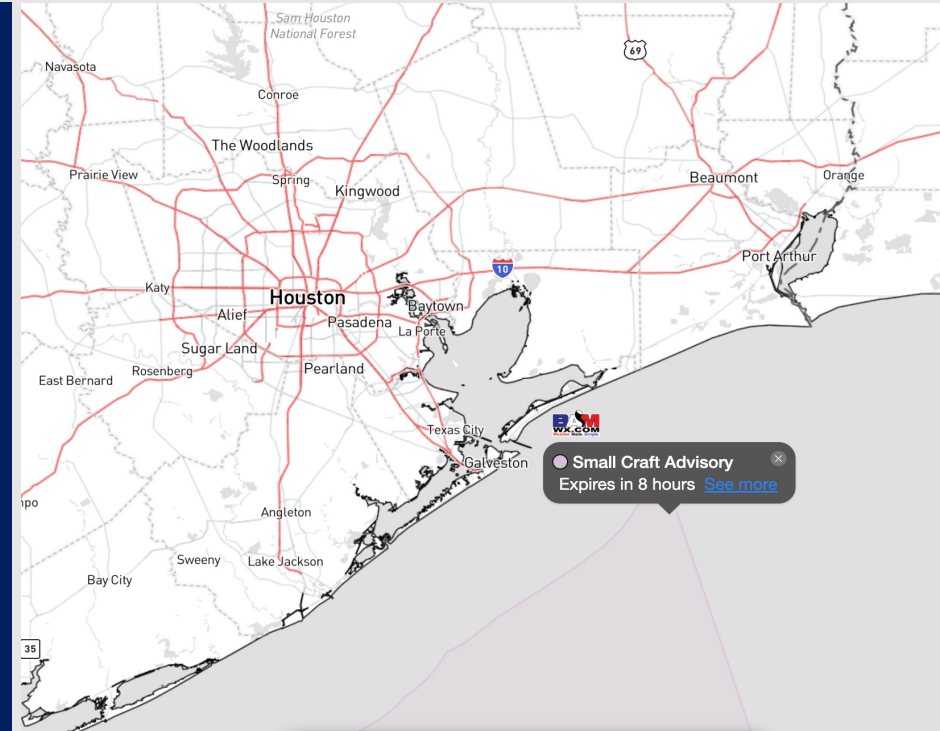 Sam Houston
National Forest
69
Navasota
Conroe
The Woodlands
Prairie View
Spring
Kingwood
Beaumont
Orange
Port Arthur
10
Katy
Houston
Baytown
Alief
Pasadena
La Porte
Sugar Land
Rosenberg
Pearland
East Bernard
BAM
WX.COM
Texas City
Galveston
Small Craft Advisory
Expires in 8 hours See more
npo
Angleton
Sweeny
Lake Jackson
Bay City
35